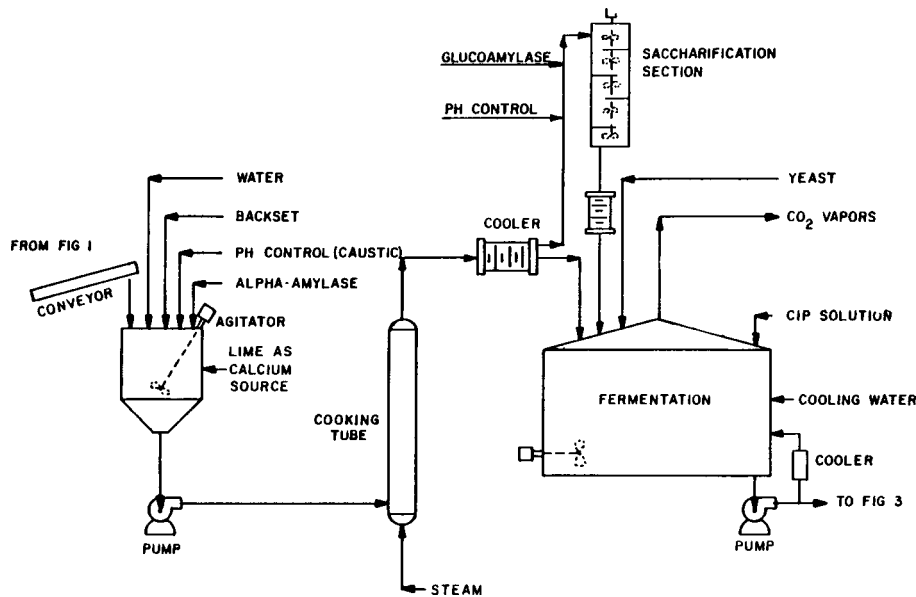 GLUCOAMYLASE
SACCHARIFICATION
SECTION
PH CONTROL
WATER
YEAST
BACKSET
CO2 VAPORS
COOLER
FROM FIG I
PH CONTROL (CAUSTIC)
CONVEYOR
ALPHA-AMYLASE
AGITATOR
CIP SOLUTION
LIME AS
CALCIUM
SOURCE
FERMENTATION
COOLING WATER
COOKING
TUBE
COOLER
TO FIG 3
PUMP
PUMP
STEAM